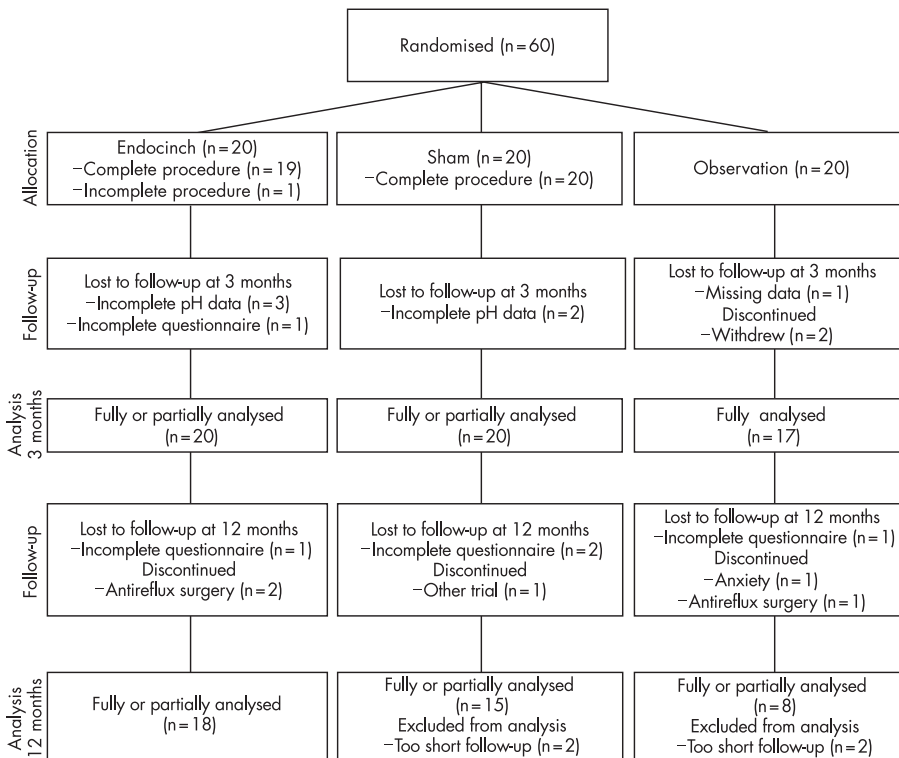 Randomised (n=60)
Allocation
Endocinch (n=20)
–Complete procedure (n=19)
–Incomplete procedure (n=1)
Sham (n=20)
–Complete procedure (n=20)
Observation (n=20)
Follow-up
Lost to follow-up at 3 months
–Incomplete pH data (n=3)
–Incomplete questionnaire (n=1)
Lost to follow-up at 3 months
–Incomplete pH data (n=2)
Lost to follow-up at 3 months
–Missing data (n=1)
Discontinued
–Withdrew (n=2)
Analysis
3 months
Fully or partially analysed
(n=20)
Fully or partially analysed
(n=20)
Fully analysed
(n=17)
Follow-up
Lost to follow-up at 12 months
–Incomplete questionnaire (n=1)
Discontinued
–Antireflux surgery (n=2)
Lost to follow-up at 12 months
–Incomplete questionnaire (n=2)
Discontinued
–Other trial (n=1)
Lost to follow-up at 12 months
–Incomplete questionnaire (n=1)
Discontinued
–Anxiety (n=1)
–Antireflux surgery (n=1)
Analysis
12 months
Fully or partially analysed
(n=18)
Fully or partially analysed
(n=15)
Excluded from analysis
–Too short follow-up (n=2)
Fully or partially analysed
(n=8)
Excluded from analysis
–Too short follow-up (n=2)